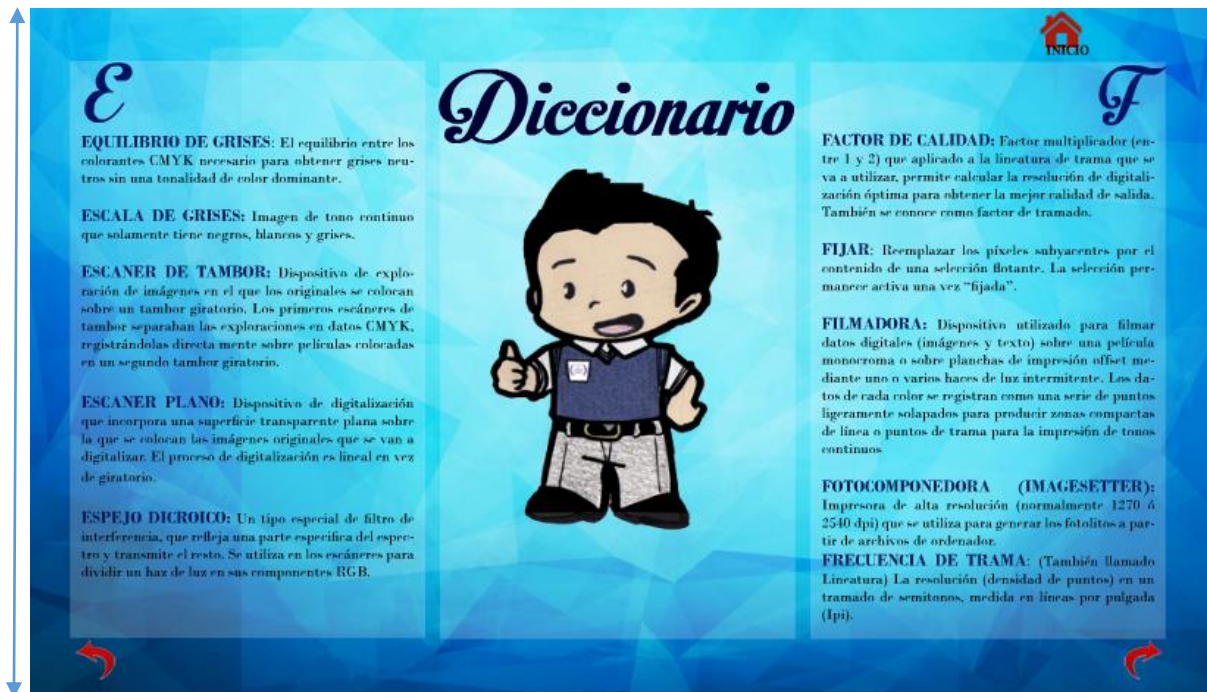 INICIO
E
EQUILIBRIO DE GRISES: El equilibrio entre los
colorantes CMYK necesario para obtener grises neu-
tros sin una tonalidad de color dominante.
ESCALA DE GRISES: Imagen de tono continuo
que solamente tiene negros, blancos y grises.
ESCANER DE TAMBOR: Dispositivo de explo-
ración de imágenes en el que los originales se colocan
sobre un tambor giratorio. Los primeros escáneres de
tambor separaban las exploraciones en datos CMYK,
registrándolas directa mente sobre películas colocadas
en un segundo tambor giratorio.
ESCANER PLANO: Dispositivo de digitalización
que incorpora una superficie transparente plana sobre
la que se colocan las imágenes originales que se van a
digitalizar. El proceso de digitalización es lineal en vez
de giratorio.
ESPEJO DICROICO: Un tipo especial de filtro de
interferencia, que refleja una parte especifica del espec-
tro y transmite el resto. Se utiliza en los escáneres para
dividir un haz de luz en sus componentes RGB.
Diccionario
F
FACTOR DE CALIDAD: Factor multiplicador (en-
tre 1 y 2) que aplicado a la lineatura de trama que se
va a utilizar, permite calcular la resolución de digitali-
zación óptima para obtener la mejor calidad de salida.
También se conoce como factor de tramado.
FIJAR: Reemplazar los píxeles subyacentes por el
contenido de una selección flotante. La selección per-
manece activa una vez “fijada”.
FILMADORA: Dispositivo utilizado para filmar
datos digitales (imágenes y texto) sobre una película
monocroma o sobre planchas de impresión offset me-
diante uno o varios haces de luz intermitente. Los da-
tos de cada color se registran como una serie de puntos
ligeramente solapados para producir zonas compactas
de línea o puntos de trama para la impresión de tonos
continuos
FOTOCOMPONEDORA (IMAGESETTER):
Impresora de alta resolución (normalmente 1270 ó
2540 dpi) que se utiliza para generar los fotolitos a par-
tir de archivos de ordenador.
FRECUENCIA DE TRAMA: (También llamado
Lineatura) La resolución (densidad de puntos) en un
tramado de semitonos, medida en líneas por pulgada
(Ipi).